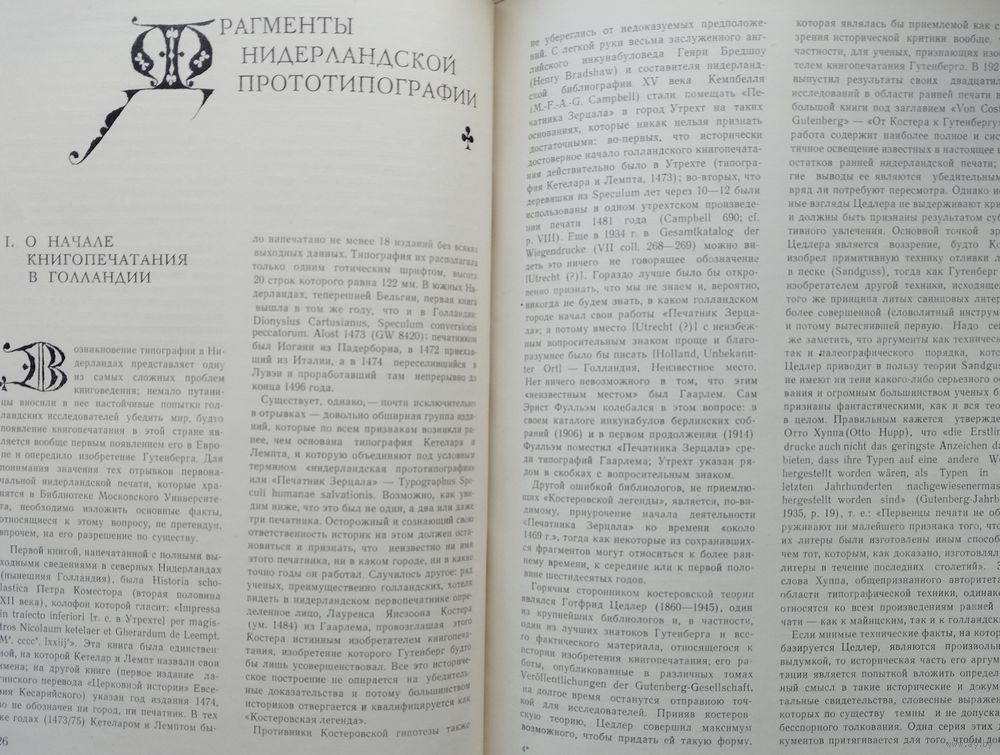 ФРАГМЕНТЫ
НИДЕРЛАНДСКОЙ
ПРОТОТИПОГРАФИИ
I. О НАЧАЛЕ
КНИГОПЕЧАТАНИЯ
В ГОЛЛАНДИИ
Возникновение типографии в Ни-
дерландах представляет одну
из самых сложных проблем
книговедения; немало путани-
цы вносили в нее настойчивые попытки гол-
ландских исследователей убедить мир, будто
появление книгопечатания в этой стране яв-
ляется вообще первым появлением его в Евро-
пе и опередило изобретение Гутенберга. Для
понимания значения тех отрывков первона-
чальной нидерландской печати, которые хра-
нятся в Библиотеке Московского Университе-
та, необходимо изложить основные факты,
относящиеся к этому вопросу, не претендуя,
впрочем, на его разрешение по существу.
Первой книгой, напечатанной с полными вы-
ходными сведениями в северных Нидерландах
(нынешняя Голландия), была Historia scho-
lastica Петра Коместора (вторая половина
XII века), колофон которой гласит: «Impressa
in traiecto inferiori [т. е. в Утрехте] per magis-
tros Nicolaum ketelaer et Gherardum de Leempt.
M°. cccc°. lxxiij°». Эта книга была единствен-
ной, на которой Кетелар и Лемпт назвали свои
имена; на другой книге (первое издание ла-
тинского перевода «Церковной истории» Евсе-
вия Кесарийского) указан год издания 1474,
но не обозначен ни город, ни печатник. В тех
же годах (1473/75) Кетеларом и Лемптом бы-
26
ло напечатано не менее 18 изданий без всяких
выходных данных. Типография их располагала
только одним готическим шрифтом, высота
20 строк которого равна 122 мм. В южных Ни-
дерландах, теперешней Бельгии, первая книга
вышла в том же году, что и в Голландии:
Dionysius Cartusianus, Speculum conversionis
peccatorum. Alost 1473 (GW 8420); печатником
был Иоганн из Падерборна, в 1472 приехав-
ший из Италии, а в 1474 переселившийся в
Лувэн и проработавший там непрерывно до
конца 1496 года.
Существует, однако, — почти исключительно
в отрывках — довольно обширная группа изда-
ний, которые по всем признакам возникла ра-
нее, чем основана типография Кетелара и
Лемпта, и которую объединяют под условным
термином «нидерландская прототипография»
или «Печатник Зерцала» — Typographus Spe-
culi humanae salvationis. Возможно, как уви-
дим ниже, что это был не один, а два или даже
три печатника. Осторожный и сознающий свою
ответственность историк на этом должен оста-
новиться и признать, что неизвестно ни имя
этого печатника, ни в каком городе, ни в какие
точно годы он работал. Случилось другое: ряд
ученых, преимущественно голландских, хотели
видеть в нидерландском первопечатнике опре-
деленное лицо, Лауренса Янсзоона Костера
(ум. 1484) из Гаарлема, провозглашая этого
Костера истинным изобретателем книгопеча-
тания, изобретение которого Гутенберг будто
бы лишь усовершенствовал. Все это историче-
ское построение не опирается на убедитель-
ные доказательства и потому большинством
историков отвергается и квалифицируется как
«Костеровская легенда».
Противники Костеровской гипотезы также
не убереглись от недоказуемых предположе-
ний. С легкой руки весьма заслуженного анг-
лийского инкунабуловеда Генри Бредшоу
(Henry Bradshaw) и составителя нидерланд-
ской библиографии XV века Кемпбелля
(M.-F.-A.-G. Campbell) стали помещать «Пе-
чатника Зерцала» в город Утрехт на таких
основаниях, которые никак нельзя признать
достаточными: во-первых, что исторически
достоверное начало голландского книгопечата-
ния действительно было в Утрехте (типогра-
фия Кетелара и Лемпта, 1473); во-вторых, что
деревяшки из Speculum лет через 10—12 были
использованы в одном утрехтском произведе-
нии печати 1481 года (Campbell 690; cf.
p. VIII). Еще в 1934 г. в Gesamtkatalog der
Wiegendrucke (VII coll. 268—269) можно ви-
деть это ничего не говорящее обозначение
[Utrecht (?)]. Гораздо лучше было бы откро-
венно признать, что мы не знаем и, вероятно,
никогда не будем знать, в каком голландском
городе начал свои работы «Печатник Зерца-
ла»; а потому вместо [Utrecht (?)] с неизбеж-
ным вопросительным знаком проще и благо-
разумнее было бы писать [Holland, Unbekann-
ter Ort] — Голландия, Неизвестное место.
Нет ничего невозможного в том, что этим
«неизвестным местом» был Гаарлем. Сам
Эрнст Фулльэм колебался в этом вопросе: в
своем каталоге инкунабулов берлинских соб-
раний (1906) и в первом продолжении (1914)
Фулльэм поместил «Печатника Зерцала» сре-
ди типографий Гаарлема; Утрехт указан ря-
дом в скобках с вопросительным знаком.
Другой ошибкой библиологов, не приемлю-
щих «Костеровской легенды», является, по-ви-
димому, приурочение начала деятельности
«Печатника Зерцала» ко времени «около
1469 г.», тогда как некоторые из сохранивших-
ся фрагментов могут относиться к более ран-
нему времени, к середине или к первой поло-
вине шестидесятых годов.
Горячим сторонником костеровской теории
являлся Готфрид Цедлер (1860—1945), один
из крупнейших библиологов и, в частности,
один из лучших знатоков Гутенберга и все-
го фактического материала, относящегося к
истории изобретения книгопечатания; его ра-
боты, опубликованные в различных томах
Veröffentlichungen der Gutenberg-Gesellschaft,
на долгое время останутся отправной точ-
кой для исследователей. Приняв костеров-
скую теорию, Цедлер совершил максимум
возможного, чтобы придать ей такую форму,
4*
которая являлась бы приемлемой как с
зрения исторической критики вообще,
частности, для ученых, признающих изо
телем книгопечатания Гутенберга. В 192
выпустил результаты своих двадцати
исследований в области ранней печати в
большой книги под заглавием «Von Cos
Gutenberg» — «От Костера к Гутенбергу
работа содержит наиболее полное и сис
тичное освещение известных в настоящее
остатков ранней нидерландской печати;
гие выводы ее являются убедительным
вряд ли потребуют пересмотра. Однако ис
ные взгляды Цедлера не выдерживают кри
и должны быть признаны результатом су
тивного увлечения. Основной точкой зр
Цедлера является воззрение, будто Ко
изобрел примитивную технику отливки л
в песке (Sandguss), тогда как Гутенберг
изобретателем другой техники, исходяще
того же принципа литых свинцовых литер
более совершенной (словолитный инструм
и потому вытеснившей первую. Надо се
же заметить, что аргументы как техниче
так и палеографического порядка, кото
Цедлер приводит в пользу теории Sandgu
не имеют ни тени какого-либо серьезного о
вания и огромным большинством ученых б
признаны фантастическими, как и вся тео
в целом. Правильным кажется утвержде
Отто Хуппа (Otto Hupp), что «die Erstlin
drucke auch nicht das geringste Anzeichen da
bieten, dass ihre Typen auf eine andere We
hergestellt worden wären, als Typen in
letzten Jahrhunderten nachgewiesenermas
hergestellt worden sind» (Gutenberg-Jahrb
1935, p. 19), т. е.: «Первенцы печати не об
руживают ни малейшего признака того, что
их литеры были изготовлены иным способ
чем тот, которым, как доказано, изготовлял
литеры в течение последних столетий». Э
слова Хуппа, общепризнанного авторитет
области типографской техники, одинак
относятся ко всем произведениям ранней
чати — как к майнцским, так и к голландск
Если мнимые технические факты, на котор
базируется Цедлер, являются произволь
выдумкой, то историческая часть его аргум
тации является попыткой вложить определ
ный смысл в такие исторические и докум
тальные свидетельства, словесные выраже
которых по существу темны и не допуска
бесспорного толкования. Одна серия этих д
кументов притягивается для того, чтобы док